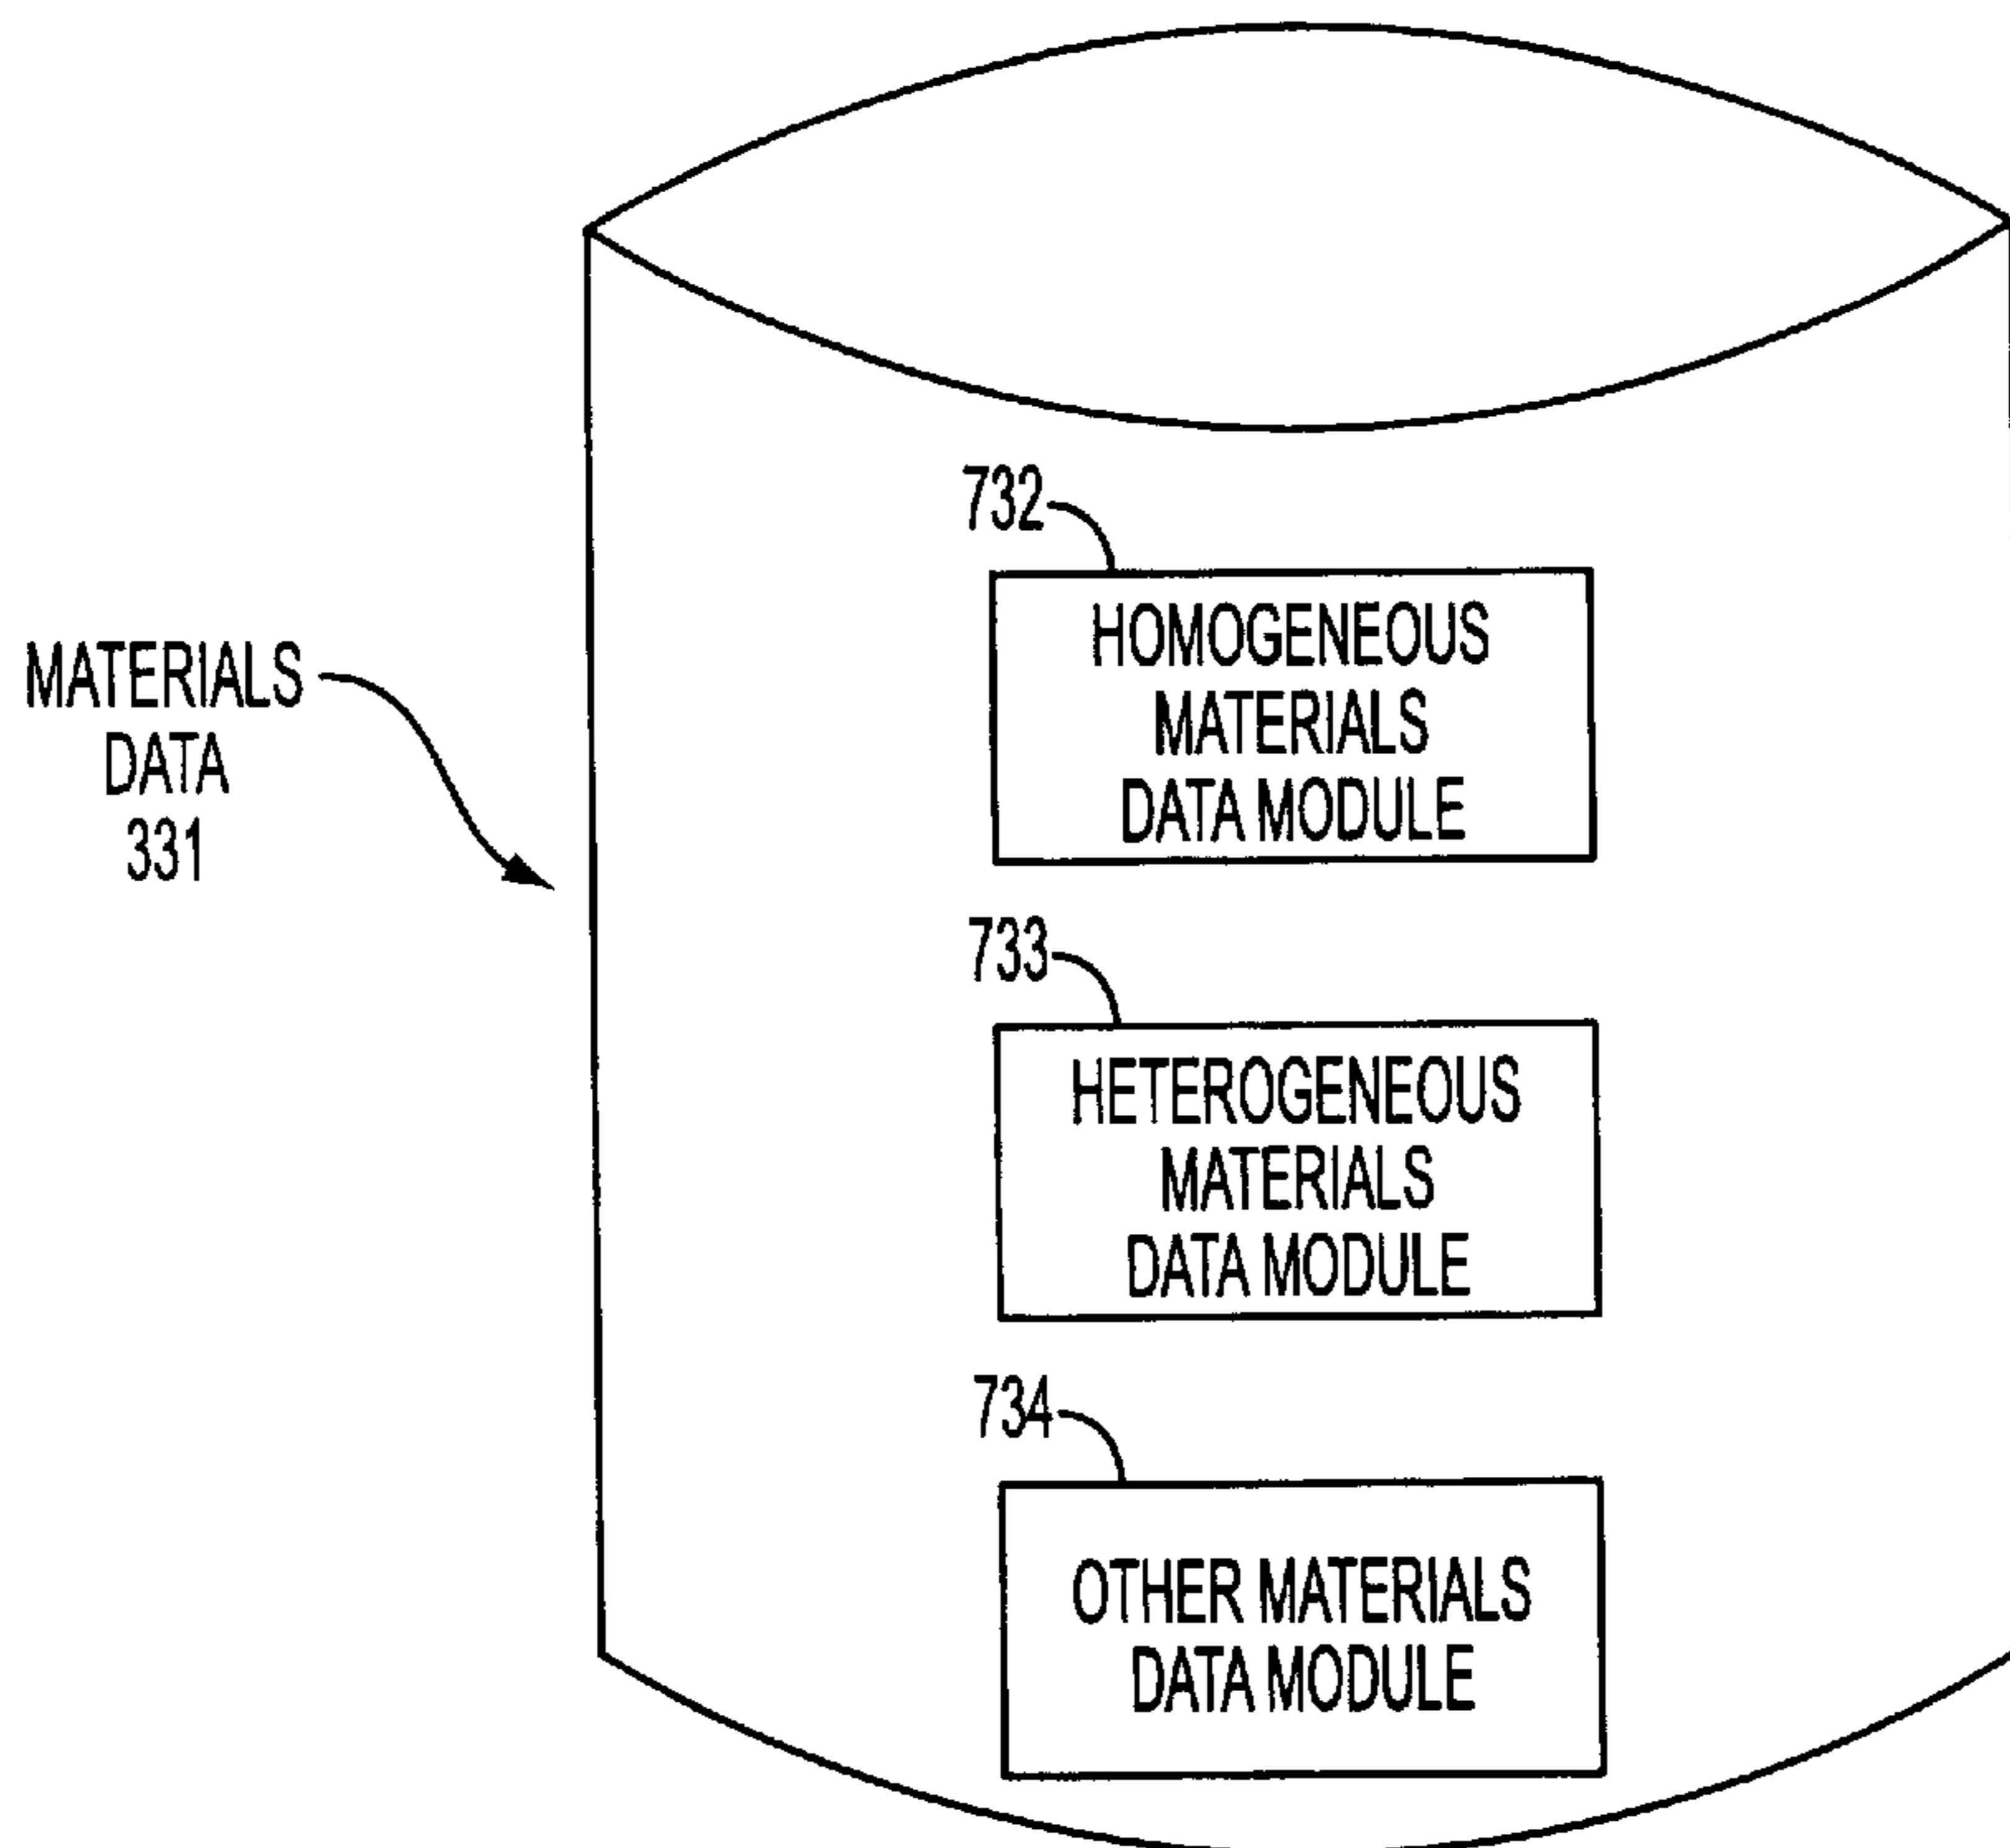 732
HOMOGENEOUS
MATERIALS
DATA MODULE
MATERIALS
DATA
331
733
HETEROGENEOUS
MATERIALS
DATA MODULE
734
OTHER MATERIALS
DATA MODULE